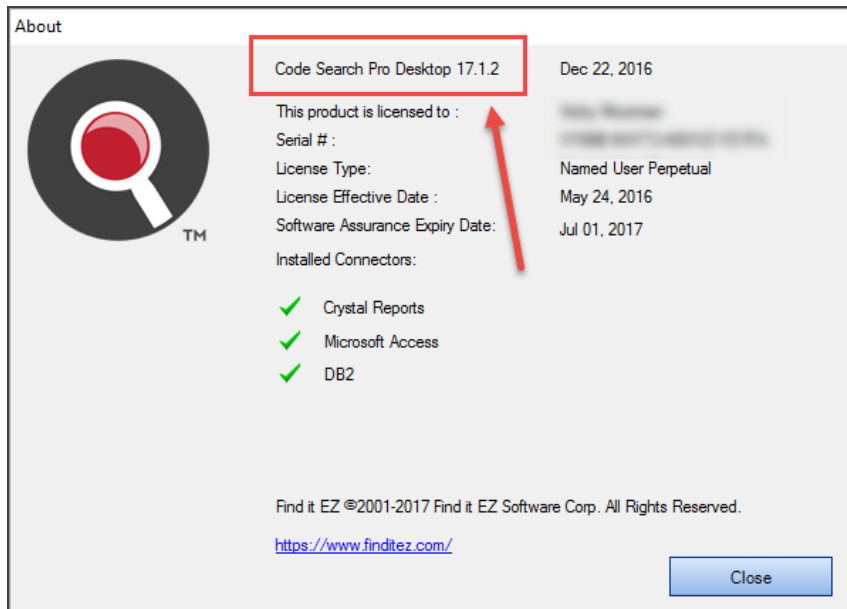 About
Code Search Pro Desktop 17.1.2 Dec 22, 2016
This product is licensed to :
Serial # :
License Type: Named User Perpetual
License Effective Date : May 24, 2016
Software Assurance Expiry Date: Jul 01, 2017
Installed Connectors:
Crystal Reports
Microsoft Access
DB2
TM
Find it EZ ©2001-2017 Find it EZ Software Corp. All Rights Reserved.
https://www.finditez.com/
Close